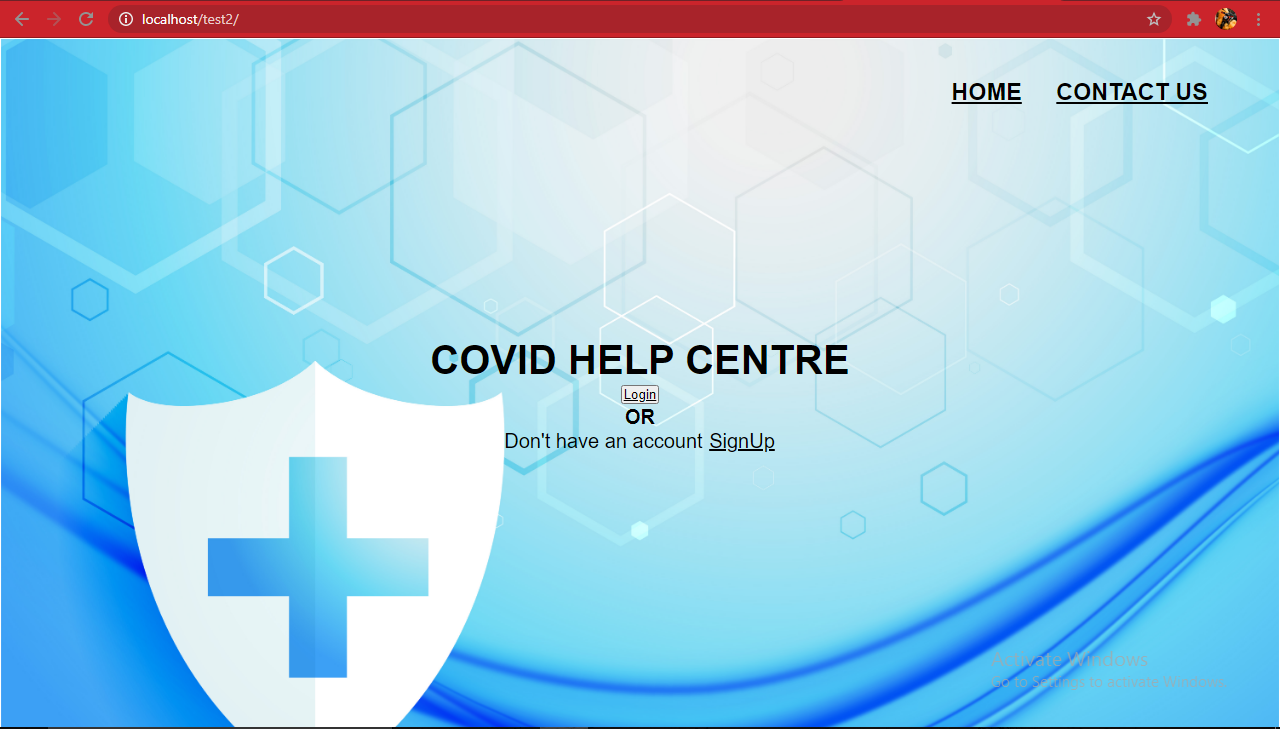 localhost/test2/
HOME CONTACT US
COVID HELP CENTRE
Login
OR
Don't have an account SignUp
Activate Windows
Go to Settings to activate Windows.